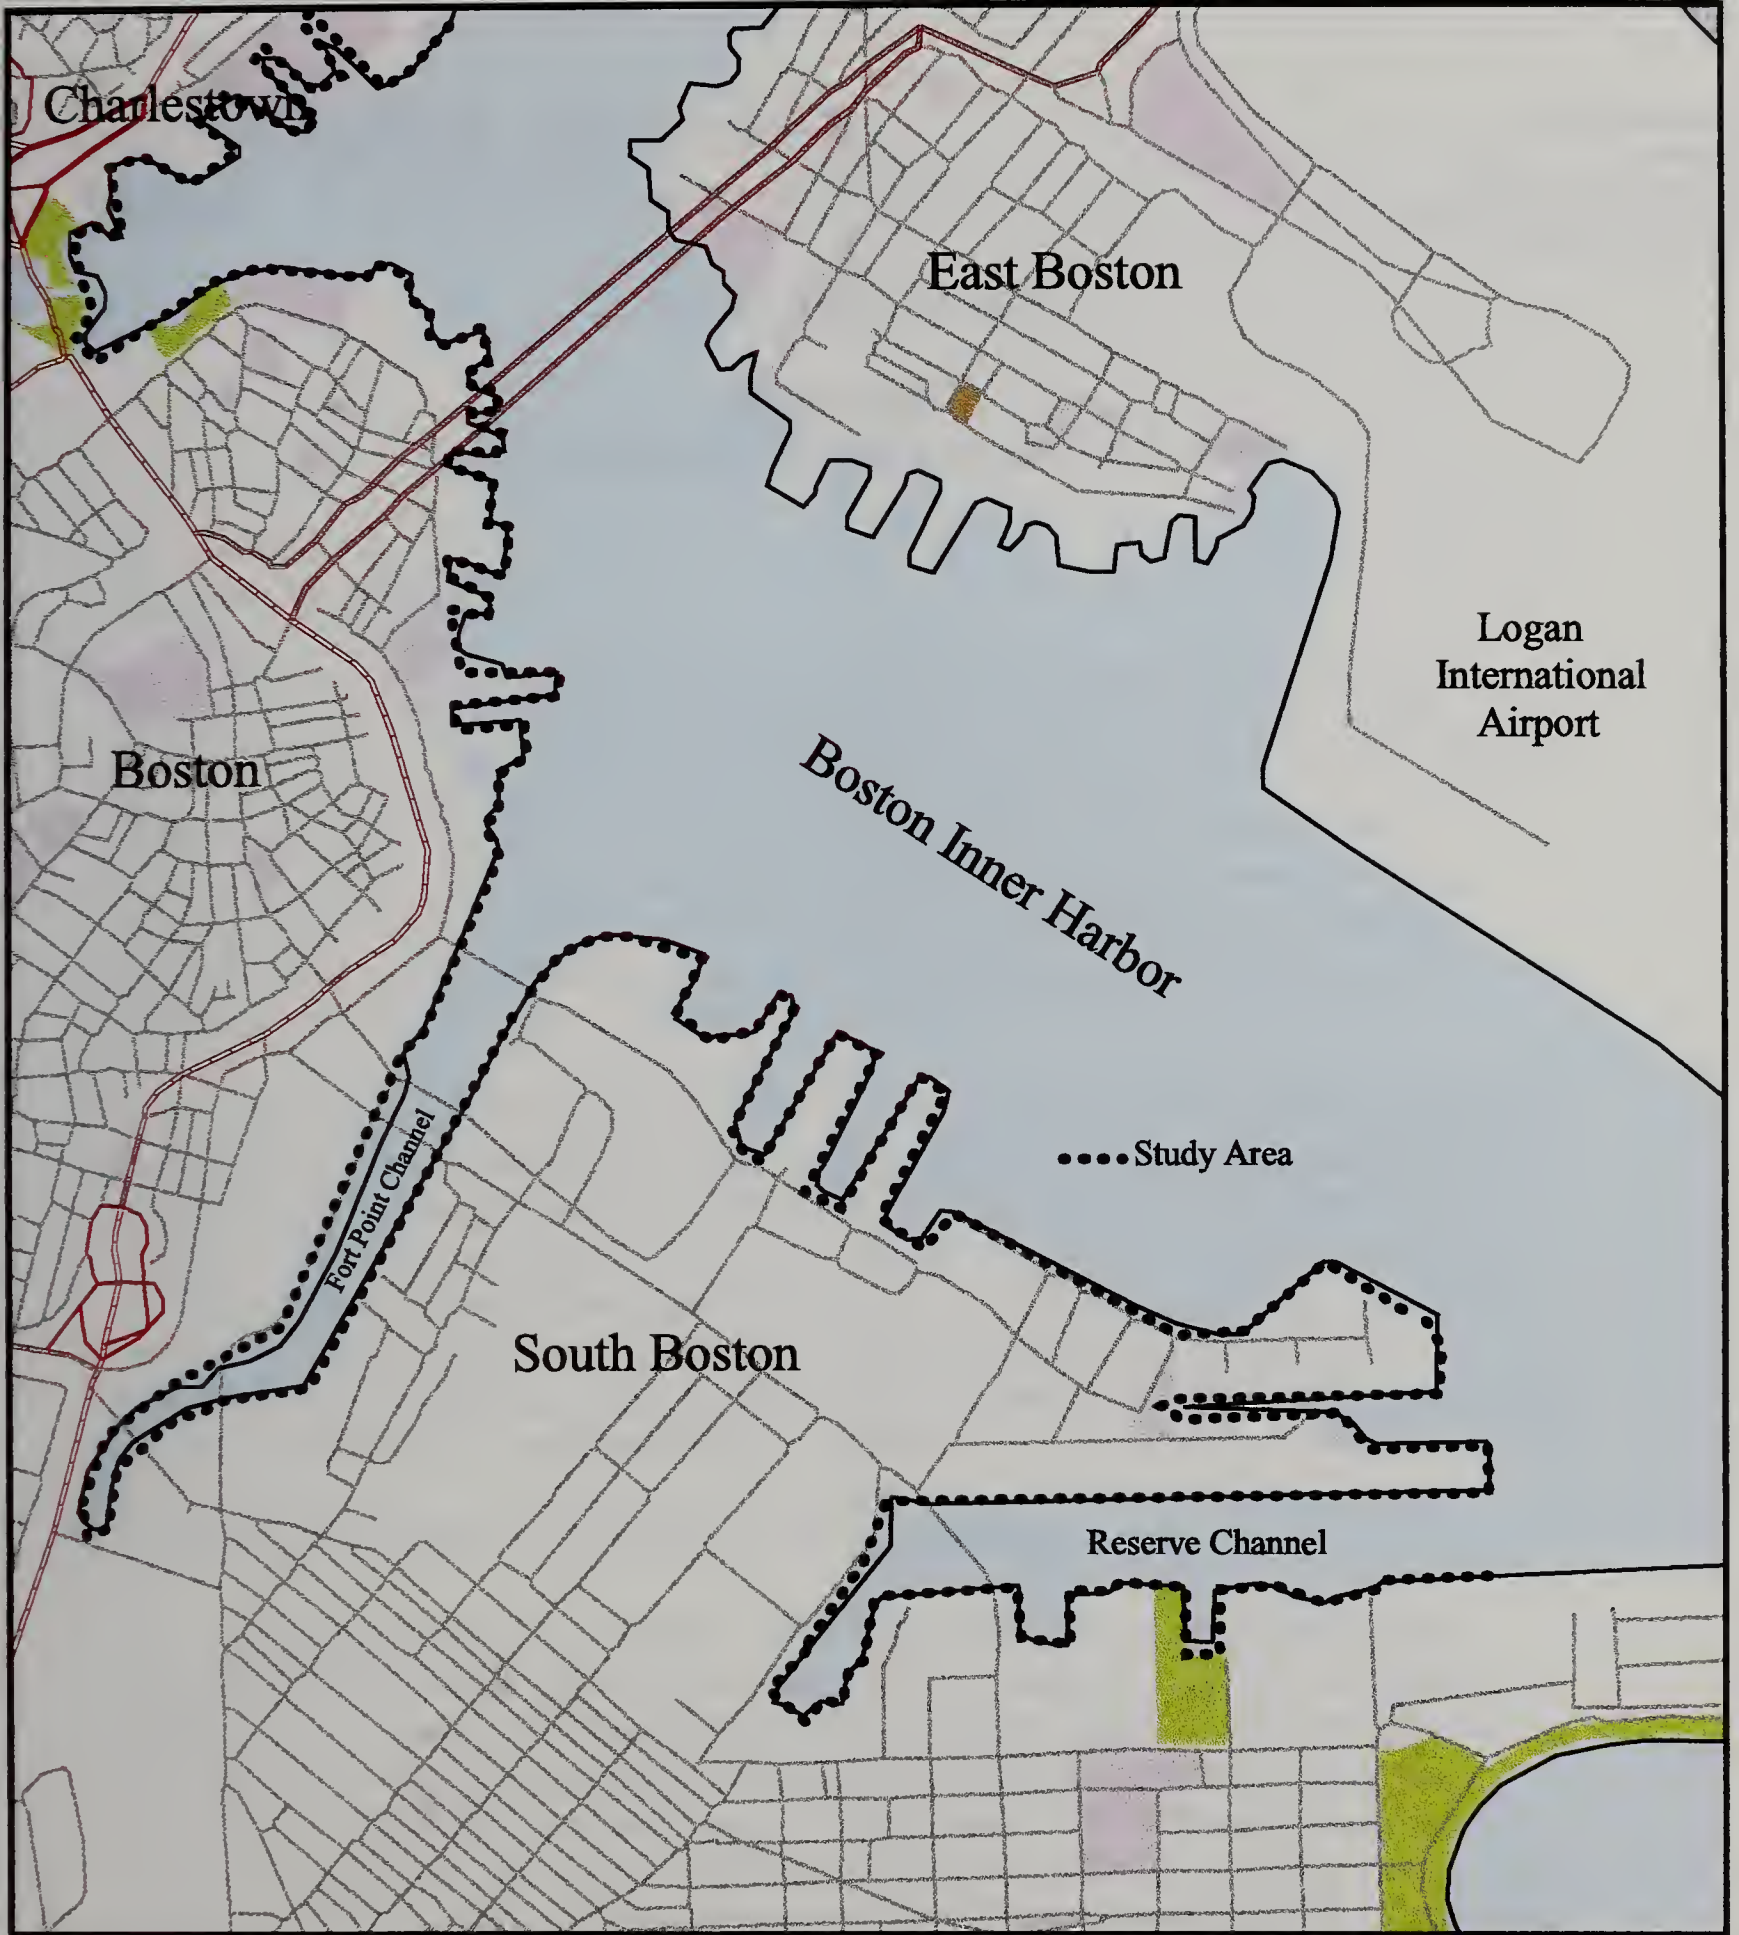 Charlestown
East Boston
Logan
International
Airport
Boston
Boston Inner Harbor
Study Area
Fort Point Channel
South Boston
Reserve Channel